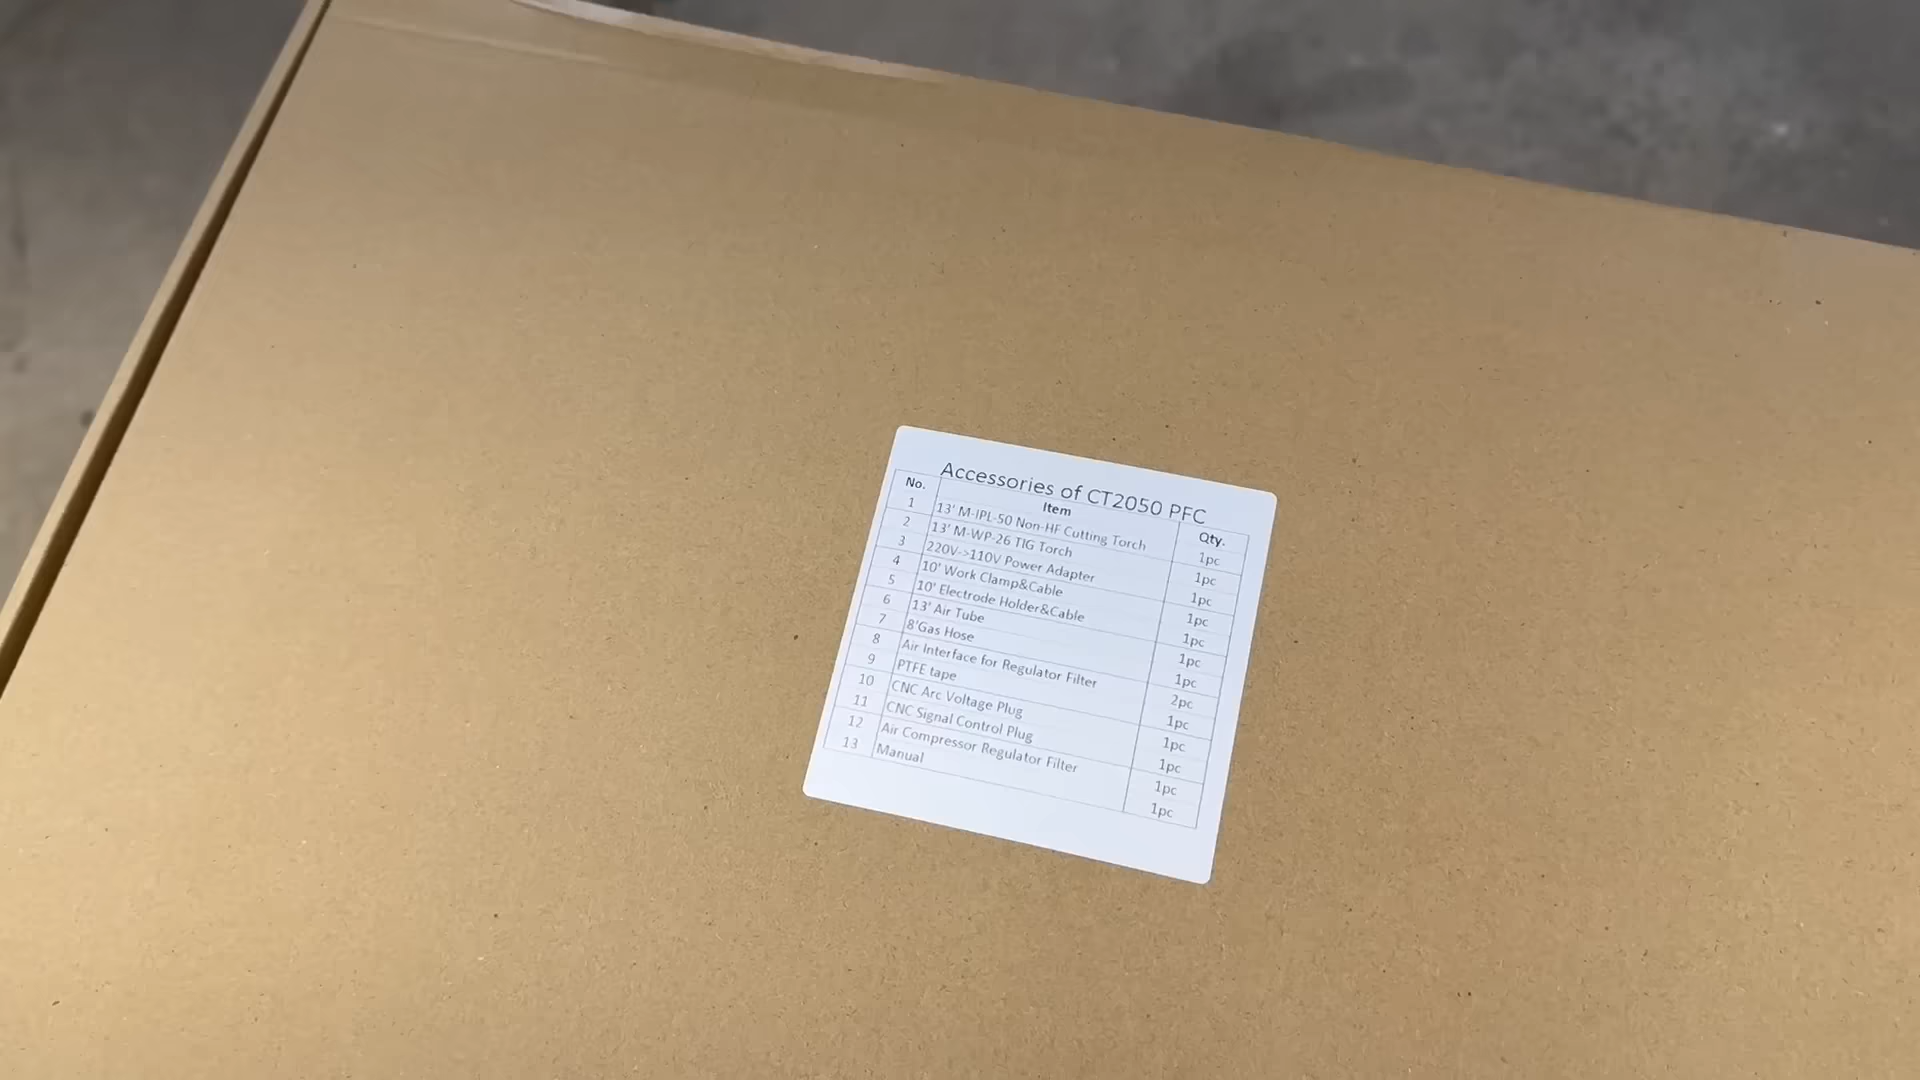 Accessories of CT2050 PFC
No. Item Qty.
1 13' M-IPL-50 Non-HF Cutting Torch 1pc
2 13' M-WP-26 TIG Torch 1pc
3 220V->110V Power Adapter 1pc
4 10' Work Clamp&Cable 1pc
5 10' Electrode Holder&Cable 1pc
6 13' Air Tube 1pc
7 8'Gas Hose 1pc
8 Air Interface for Regulator Filter 2pc
9 PTFE tape 1pc
10 CNC Arc Voltage Plug 1pc
11 CNC Signal Control Plug 1pc
12 Air Compressor Regulator Filter 1pc
13 Manual 1pc